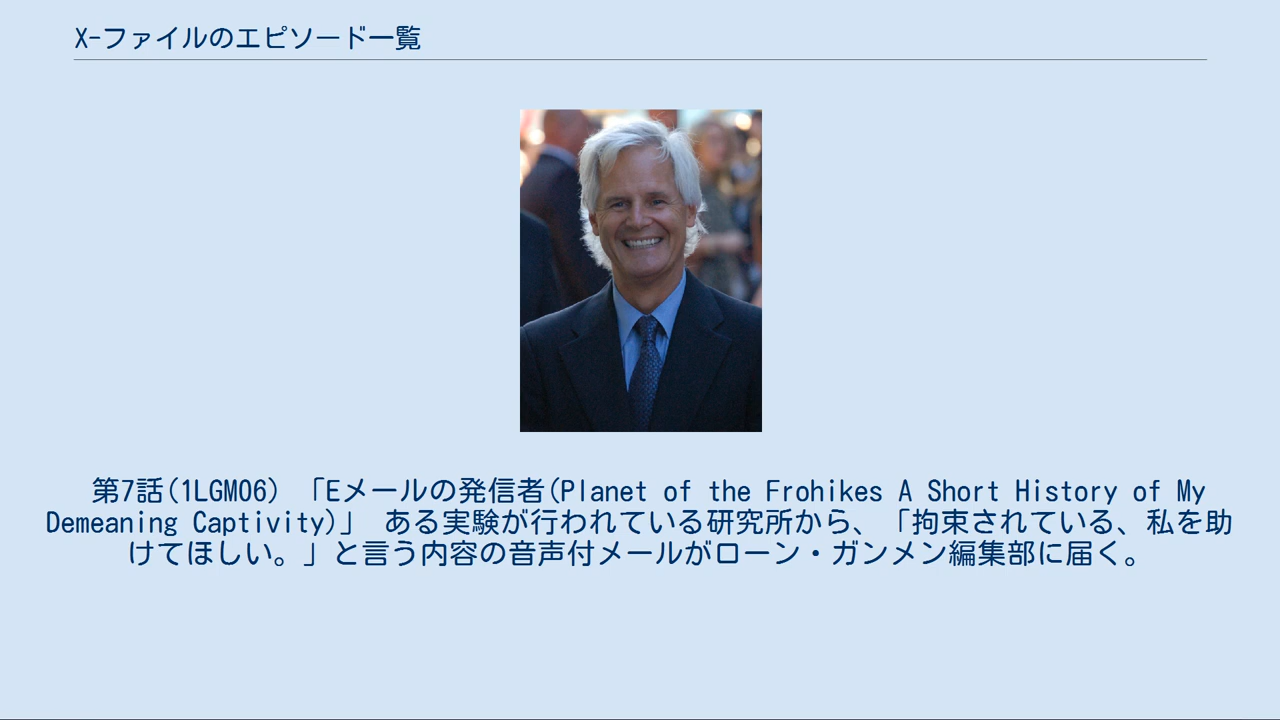 X-ファイルのエピソード一覧
第7話(1LGM06) 「Eメールの発信者(Planet of the Frohikes A Short History of My
Demeaning Captivity)」 ある実験が行われている研究所から、「拘束されている、私を助
けてほしい。」と言う内容の音声付メールがローン・ガンメン編集部に届く。